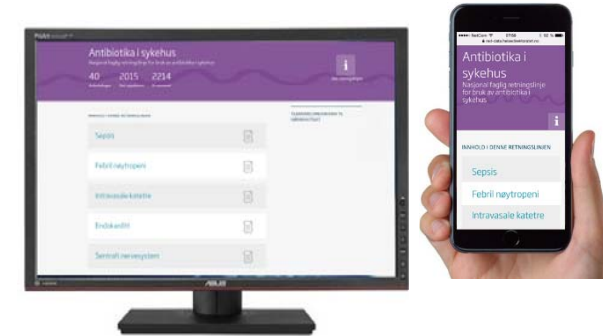 Antibiotika i sykehus
Nasjonal faglig retningslinje for bruk av antibiotika i sykehus
40 2015 2214
Sepsis
Febril nøytropeni
Intravasale katetre
Endokarditt
Sentralt nervesystem
ASUS
Antibiotika i
sykehus
Nasjonal faglig retningslinje
for bruk av antibiotika i
sykehus
i
INNHOLD I DENNE RETNINGSLINJEN
Sepsis
Febril nøytropeni
Intravasale katetre